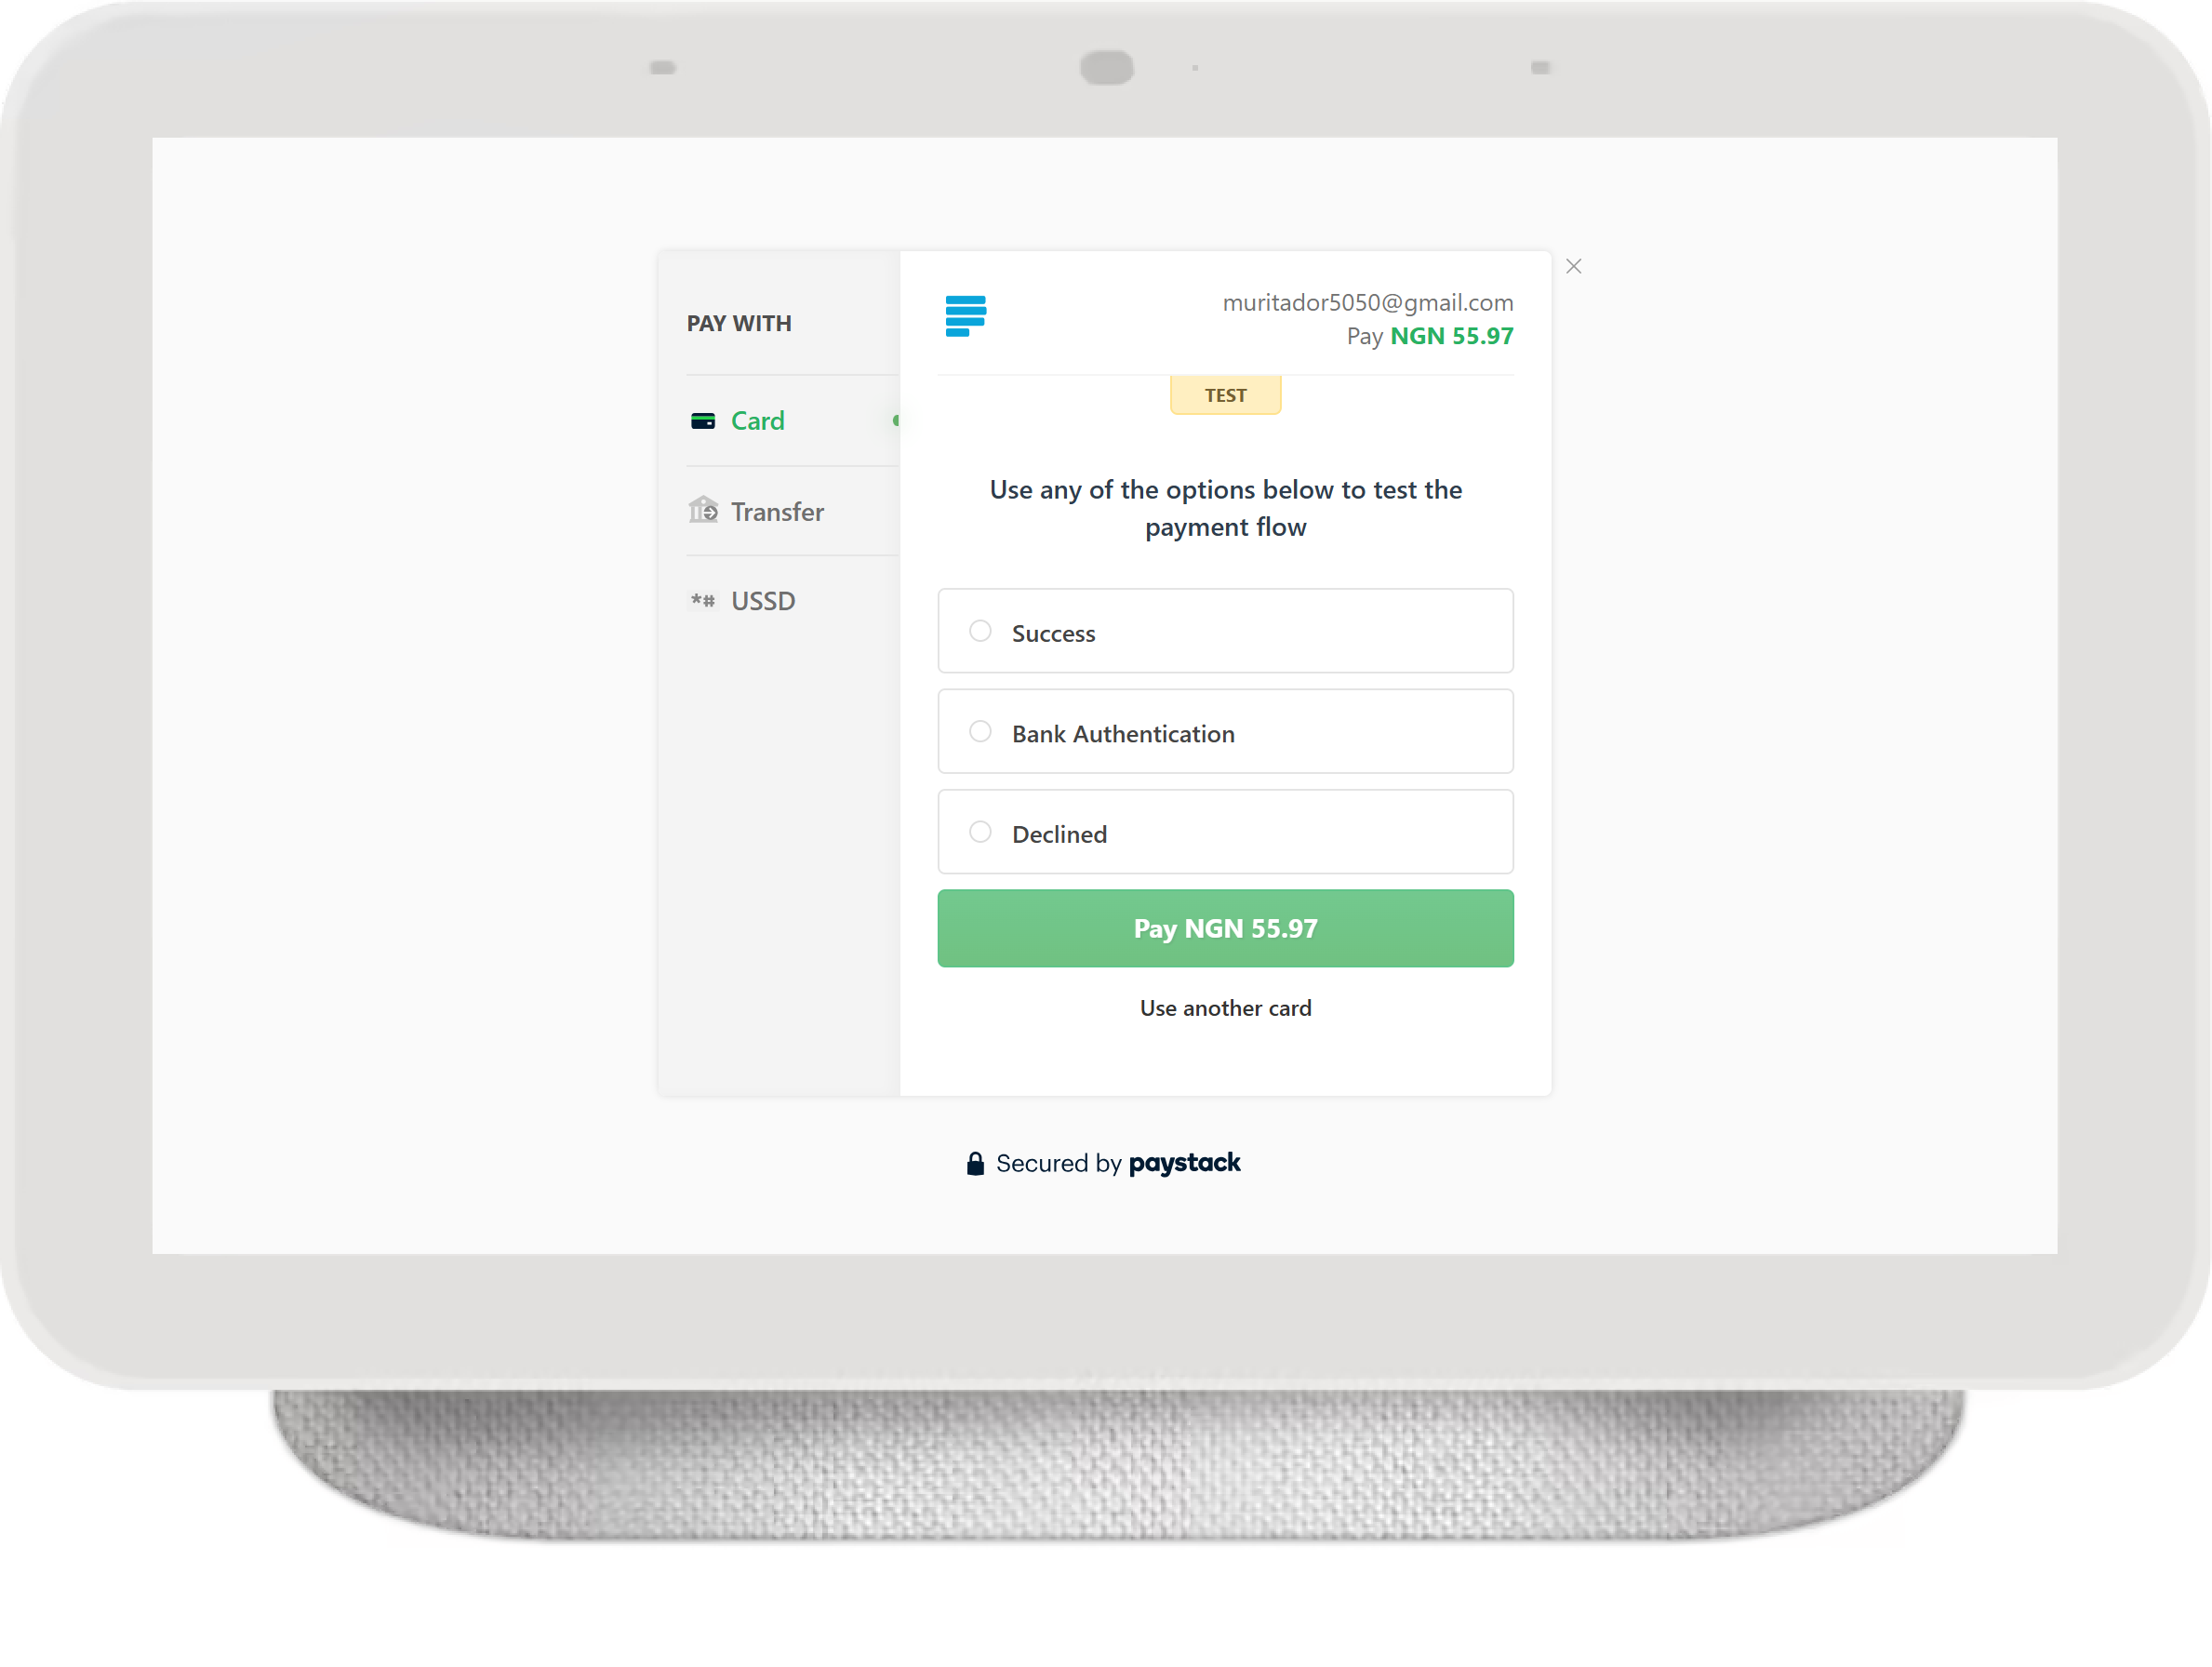 PAY WITH
Card
Transfer
*# USSD
muritador5050@gmail.com
Pay NGN 55.97
TEST
Use any of the options below to test the
payment flow
Success
Bank Authentication
Declined
Pay NGN 55.97
Use another card
Secured by paystack